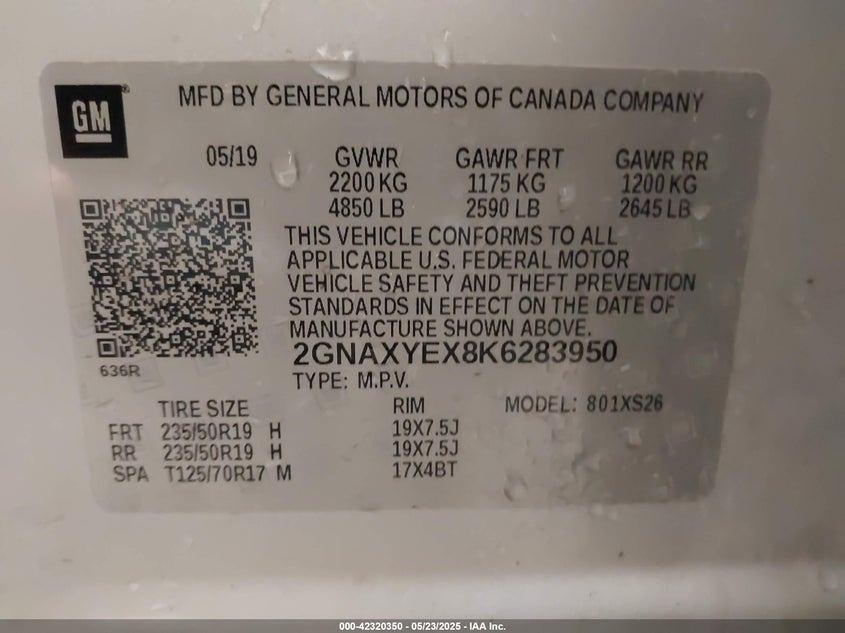 GM
MFD BY GENERAL MOTORS OF CANADA COMPANY
05/19 GVWR GAWR FRT GAWR RR
2200 KG 1175 KG 1200 KG
4850 LB 2590 LB 2645 LB
THIS VEHICLE CONFORMS TO ALL
APPLICABLE U.S. FEDERAL MOTOR
VEHICLE SAFETY AND THEFT PREVENTION
STANDARDS IN EFFECT ON THE DATE OF
MANUFACTURE SHOWN ABOVE.
2GNAXYEX8K6283950
636R
TYPE: M.P.V.
TIRE SIZE RIM MODEL: 801XS26
FRT 235/50R19 H 19X7.5J
RR 235/50R19 H 19X7.5J
SPA T125/70R17 M 17X4BT
000-42320350 - 05/23/2025 - IAA Inc.